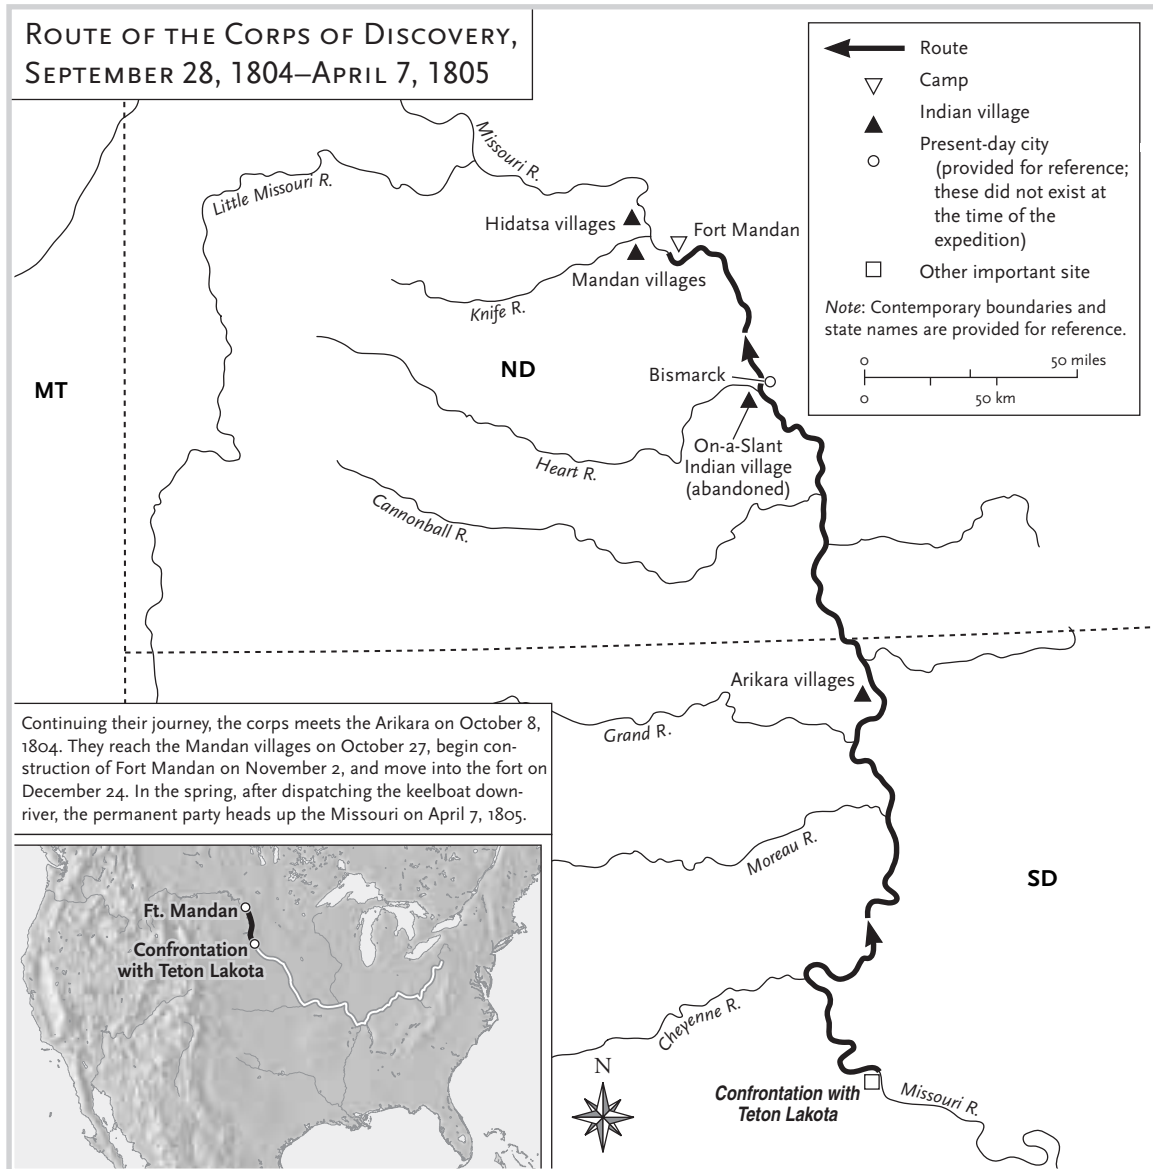 Route of the Corps of Discovery,
September 28, 1804–April 7, 1805
Route
Camp
Indian village
Present-day city
(provided for reference;
these did not exist at
the time of the
expedition)
Other important site
Note: Contemporary boundaries and
state names are provided for reference.
0 50 miles
0 50 km
Missouri R.
Little Missouri R.
Hidatsa villages
Fort Mandan
Mandan villages
Knife R.
ND
MT
Bismarck
On-a-Slant
Indian village
(abandoned)
Heart R.
Cannonball R.
Arikara villages
Grand R.
Moreau R.
SD
Cheyenne R.
N
Confrontation with
Teton Lakota
Missouri R.
Continuing their journey, the corps meets the Arikara on October 8,
1804. They reach the Mandan villages on October 27, begin con-
struction of Fort Mandan on November 2, and move into the fort on
December 24. In the spring, after dispatching the keelboat down-
river, the permanent party heads up the Missouri on April 7, 1805.
Ft. Mandan
Confrontation
with Teton Lakota